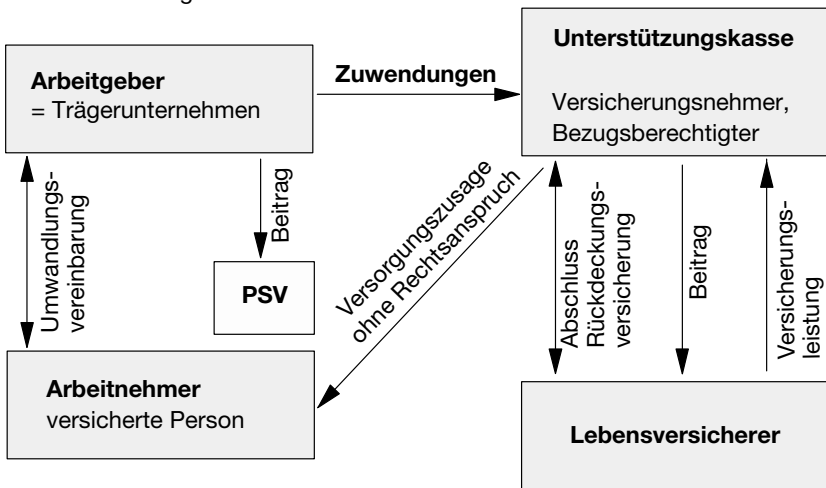 Arbeitgeber
= Trägerunternehmen
Zuwendungen
Unterstützungskasse
Versicherungsnehmer,
Bezugsberechtigter
Umwandlungs-
vereinbarung
Beitrag
PSV
Versorgungszusage
ohne Rechtsanspruch
Abschluss
Rückdeckungs-
versicherung
Beitrag
Versicherungs-
leistung
Arbeitnehmer
versicherte Person
Lebensversicherer